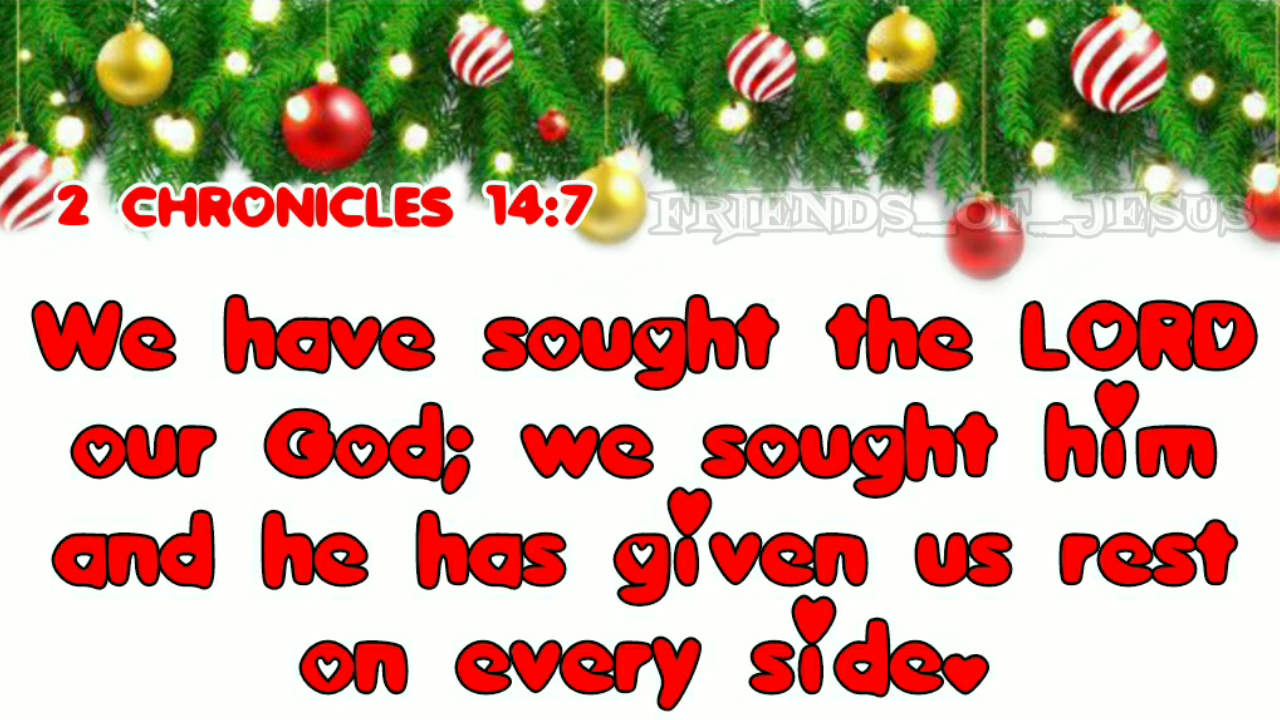 2 CHRONICLES 14:7
FRIENDS_OF_JESUS
We have sought the LORD
our God; we sought him
and he has given us rest
on every side